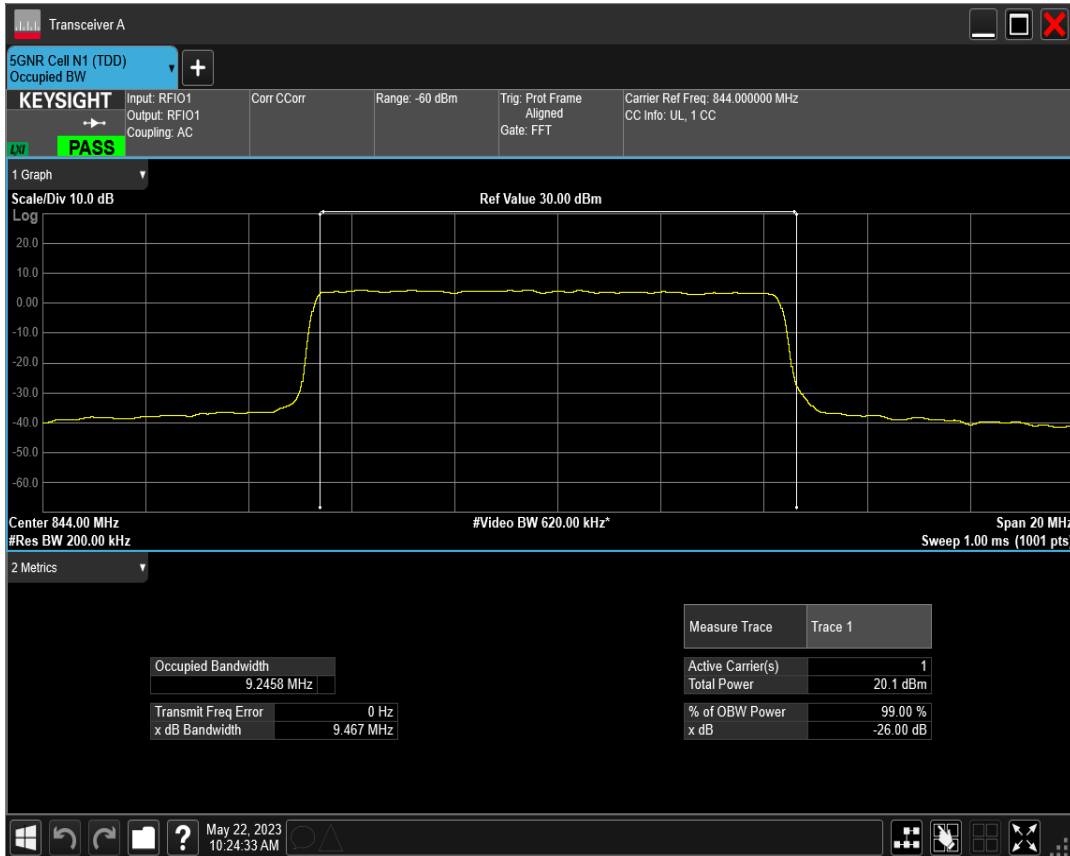 Transceiver A
5GNR Cell N1 (TDD)
Occupied BW
+
KEYSIGHT
LXI
PASS
Input: RFIO1
Output: RFIO1
Coupling: AC
Corr CCorr
Range: -60 dBm
Trig: Prot Frame
Aligned
Gate: FFT
Carrier Ref Freq: 844.000000 MHz
CC Info: UL, 1 CC
1 Graph
Scale/Div 10.0 dB
Ref Value 30.00 dBm
Log
20.0
10.0
0.00
-10.0
-20.0
-30.0
-40.0
-50.0
-60.0
Center 844.00 MHz
#Video BW 620.00 kHz*
Span 20 MHz
#Res BW 200.00 kHz
Sweep 1.00 ms (1001 pts)
2 Metrics
Measure Trace Trace 1
Occupied Bandwidth
9.2458 MHz
Active Carrier(s) 1
Total Power 20.1 dBm
Transmit Freq Error 0 Hz
x dB Bandwidth 9.467 MHz
% of OBW Power 99.00 %
x dB -26.00 dB
?
May 22, 2023
10:24:33 AM